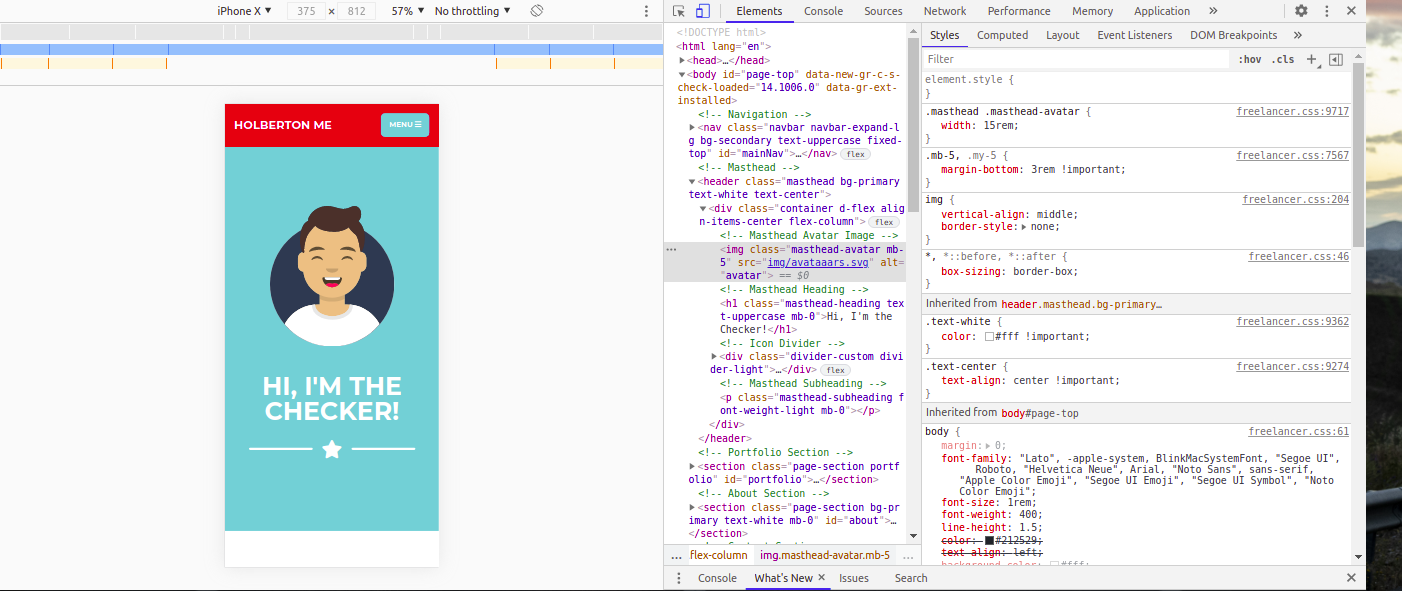 iPhone X ▼ 375 × 812 57% ▼ No throttling ▼
HOLBERTON ME
MENU ☰
HI, I'M THE
CHECKER!
Elements Console Sources Network Performance Memory Application »
<!DOCTYPE html>
<html lang="en">
▶<head>…</head>
▼<body id="page-top" data-new-gr-c-s-
check-loaded="14.1006.0" data-gr-ext-
installed>
<!-- Navigation -->
▶<nav class="navbar navbar-expand-l
g bg-secondary text-uppercase fixed-
top" id="mainNav">…</nav> flex
<!-- Masthead -->
▼<header class="masthead bg-primary
text-white text-center">
▼<div class="container d-flex alig
n-items-center flex-column"> flex
<!-- Masthead Avatar Image -->
… <img class="masthead-avatar mb-
5" src="img/avataaars.svg" alt=
"avatar"> == $0
<!-- Masthead Heading -->
<h1 class="masthead-heading tex
t-uppercase mb-0">Hi, I'm the
Checker!</h1>
<!-- Icon Divider -->
▶<div class="divider-custom divi
der-light">…</div> flex
<!-- Masthead Subheading -->
<p class="masthead-subheading f
ont-weight-light mb-0"></p>
</div>
</header>
<!-- Portfolio Section -->
▶<section class="page-section portf
olio" id="portfolio">…</section>
<!-- About Section -->
▶<section class="page-section bg-pr
imary text-white mb-0" id="about">…
</section>
<!-- Contact Section -->
… flex-column img.masthead-avatar.mb-5 …
Styles Computed Layout Event Listeners DOM Breakpoints »
Filter :hov .cls +
element.style {
}
.masthead .masthead-avatar { freelancer.css:9717
width: 15rem;
}
.mb-5, .my-5 { freelancer.css:7567
margin-bottom: 3rem !important;
}
img { freelancer.css:204
vertical-align: middle;
border-style:▶ none;
}
*, *::before, *::after { freelancer.css:46
box-sizing: border-box;
}
Inherited from header.masthead.bg-primary…
.text-white { freelancer.css:9362
color: #fff !important;
}
.text-center { freelancer.css:9274
text-align: center !important;
}
Inherited from body#page-top
body { freelancer.css:61
margin:▶ 0;
font-family: "Lato", -apple-system, BlinkMacSystemFont, "Segoe UI",
Roboto, "Helvetica Neue", Arial, "Noto Sans", sans-serif,
"Apple Color Emoji", "Segoe UI Emoji", "Segoe UI Symbol", "Noto
Color Emoji";
font-size: 1rem;
font-weight: 400;
line-height: 1.5;
color: #212529;
text-align: left;
background-color: #fff;
Console What's New × Issues Search